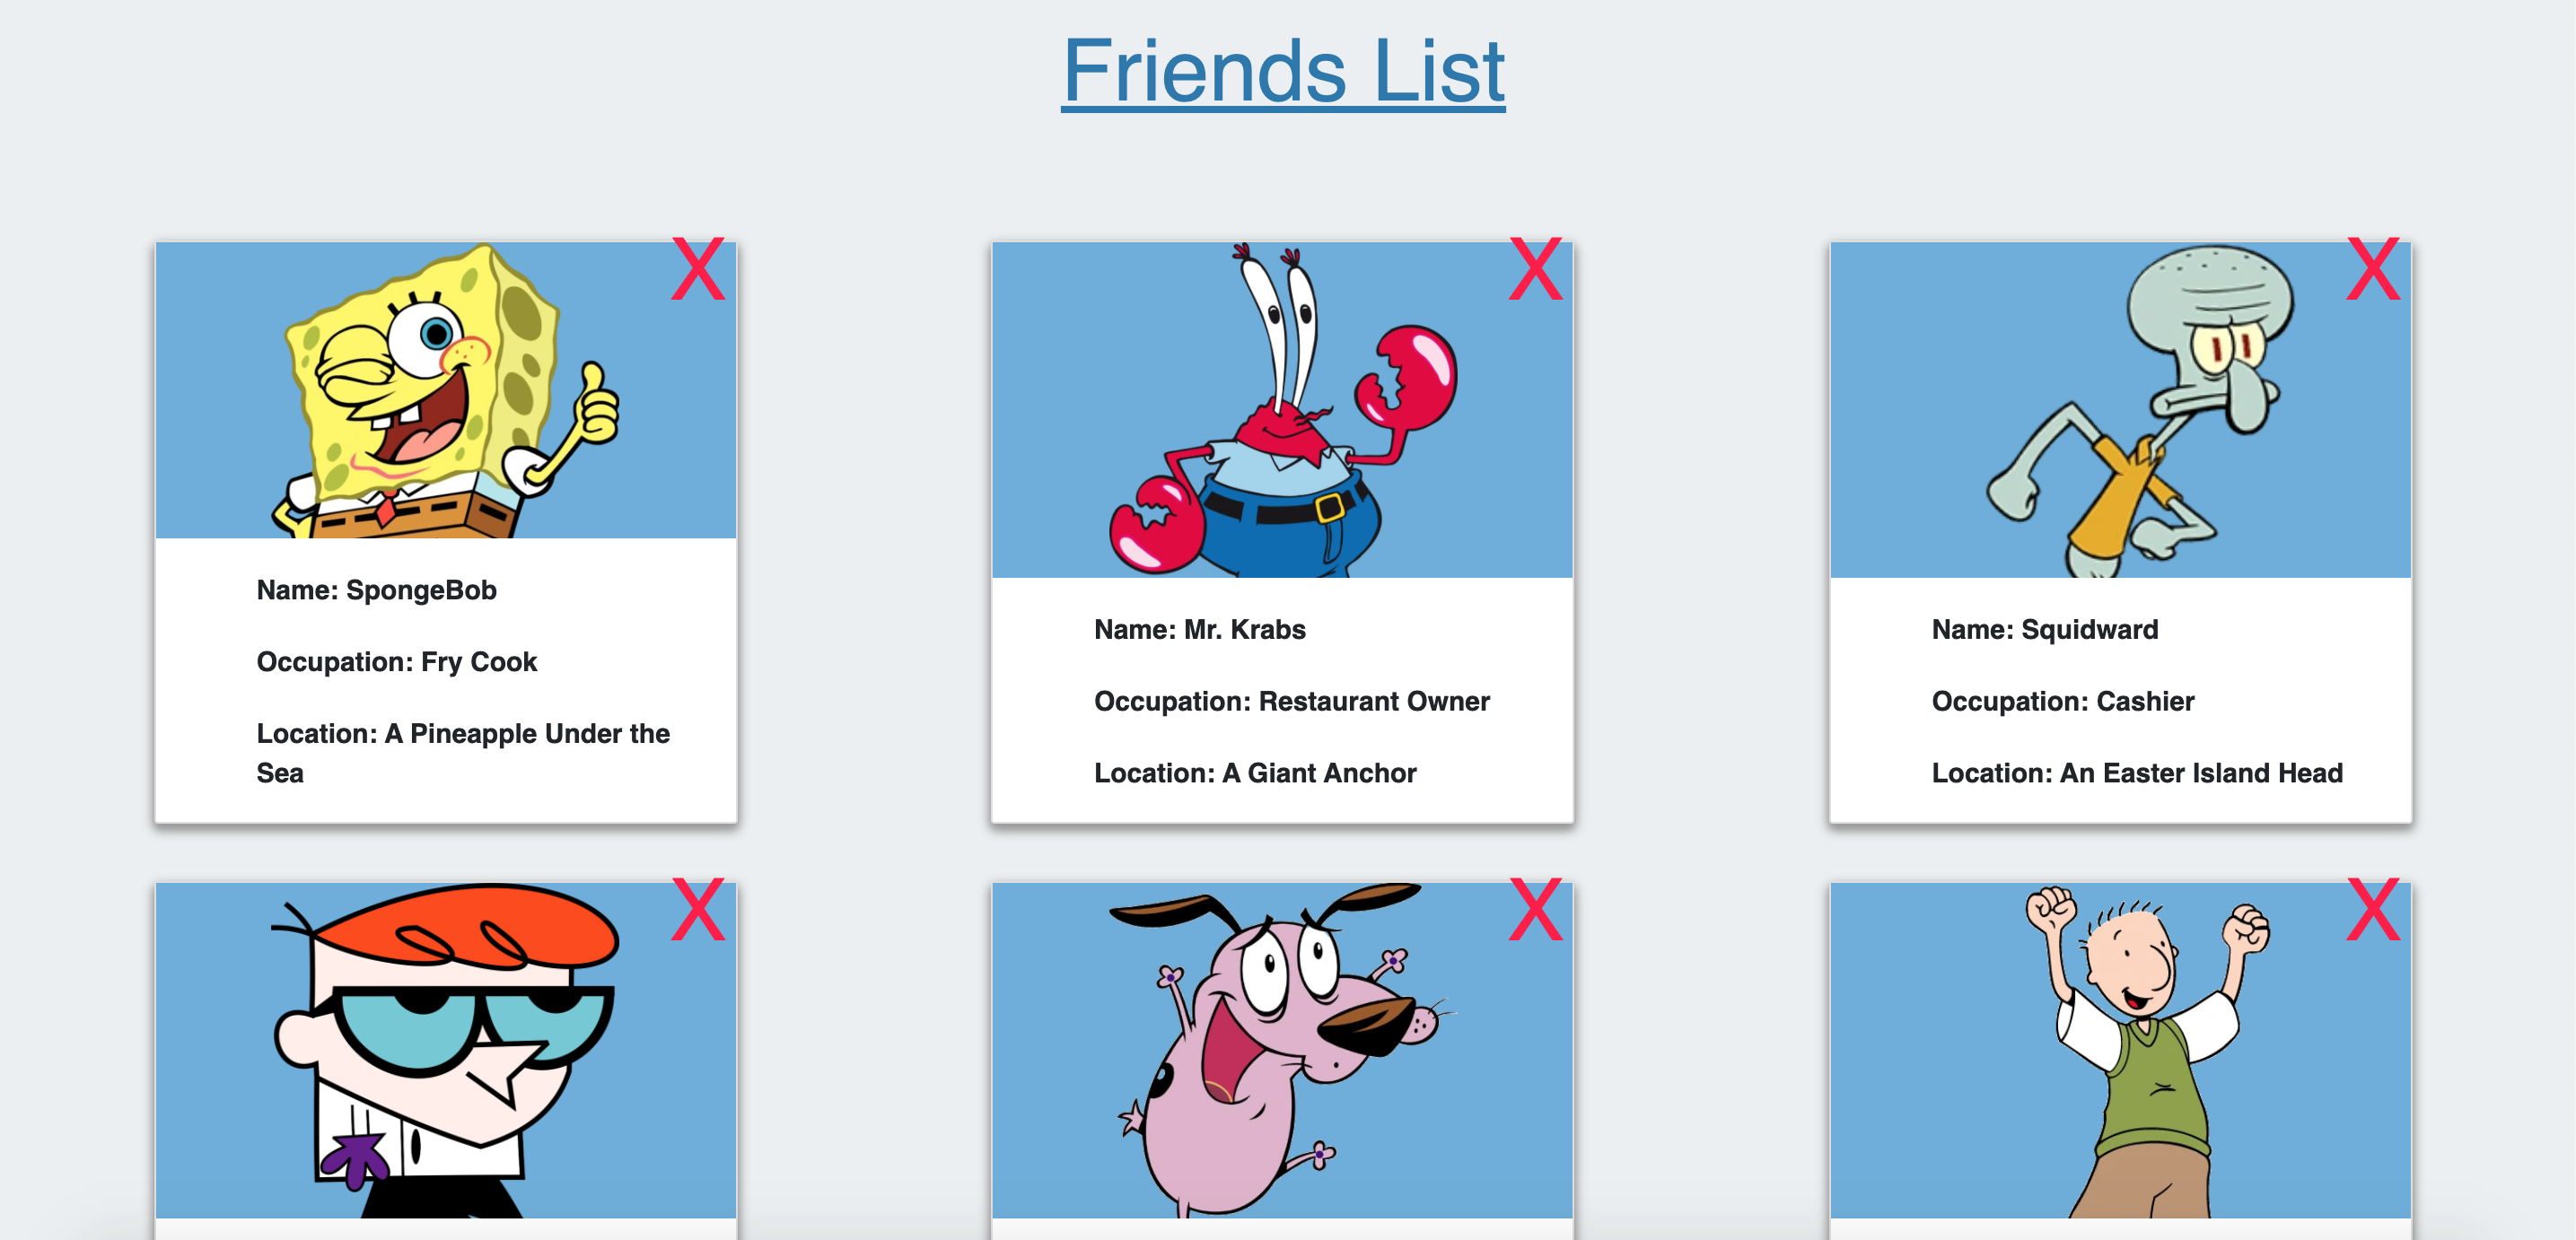 Friends List
X
X
X
Name: SpongeBob
Occupation: Fry Cook
Location: A Pineapple Under the
Sea
Name: Mr. Krabs
Occupation: Restaurant Owner
Location: A Giant Anchor
Name: Squidward
Occupation: Cashier
Location: An Easter Island Head
X
X
X